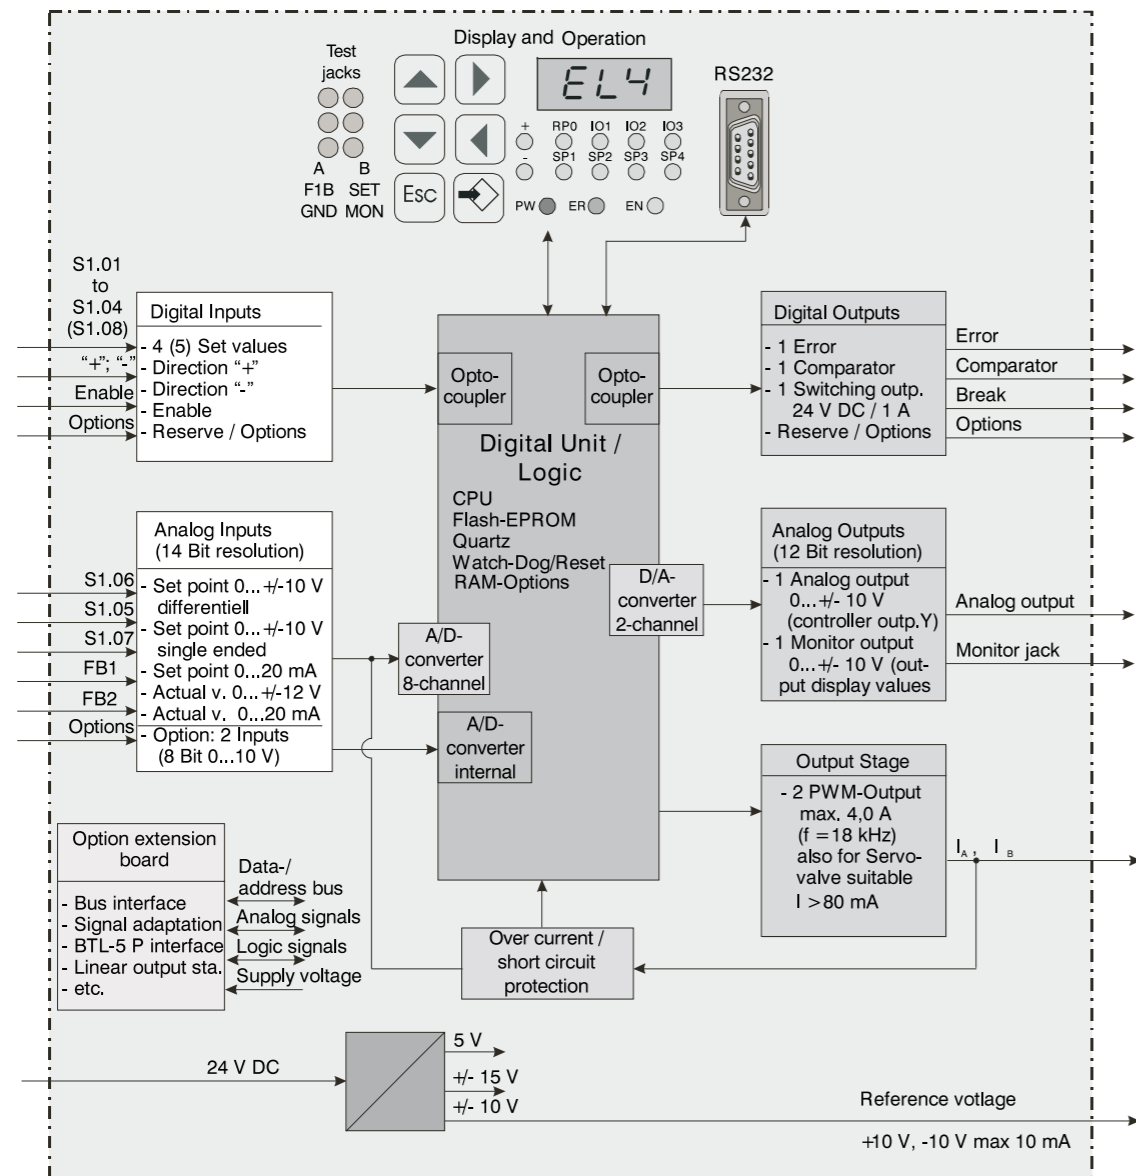 Display and Operation
Test
jacks
EL4
RS232
+ RP0 IO1 IO2 IO3
- SP1 SP2 SP3 SP4
A B
F1B SET
GND MON
Esc
PW ER EN
S1.01
to
S1.04
(S1.08)
"+"; "-"
Enable
Options
Digital Inputs
- 4 (5) Set values
- Direction "+"
- Direction "-"
- Enable
- Reserve / Options
Opto-
coupler
Opto-
coupler
Digital Unit /
Logic
CPU
Flash-EPROM
Quartz
Watch-Dog/Reset
RAM-Options
Digital Outputs
- 1 Error
- 1 Comparator
- 1 Switching outp.
24 V DC / 1 A
- Reserve / Options
Error
Comparator
Break
Options
S1.06
S1.05
S1.07
FB1
FB2
Options
Analog Inputs
(14 Bit resolution)
- Set point 0...+/-10 V
differentiell
- Set point 0...+/-10 V
single ended
- Set point 0...20 mA
- Actual v. 0...+/-12 V
- Actual v. 0...20 mA
- Option: 2 Inputs
(8 Bit 0...10 V)
A/D-
converter
8-channel
A/D-
converter
internal
D/A-
converter
2-channel
Analog Outputs
(12 Bit resolution)
- 1 Analog output
0...+/- 10 V
(controller outp.Y)
- 1 Monitor output
0...+/- 10 V (out-
put display values
Analog output
Monitor jack
Output Stage
- 2 PWM-Output
max. 4,0 A
(f = 18 kHz)
also for Servo-
valve suitable
I > 80 mA
I A , I B
Option extension
board
- Bus interface
- Signal adaptation
- BTL-5 P interface
- Linear output sta.
- etc.
Data-/
address bus
Analog signals
Logic signals
Supply voltage
Over current /
short circuit
protection
24 V DC
5 V
+/- 15 V
+/- 10 V
Reference votlage
+10 V, -10 V max 10 mA